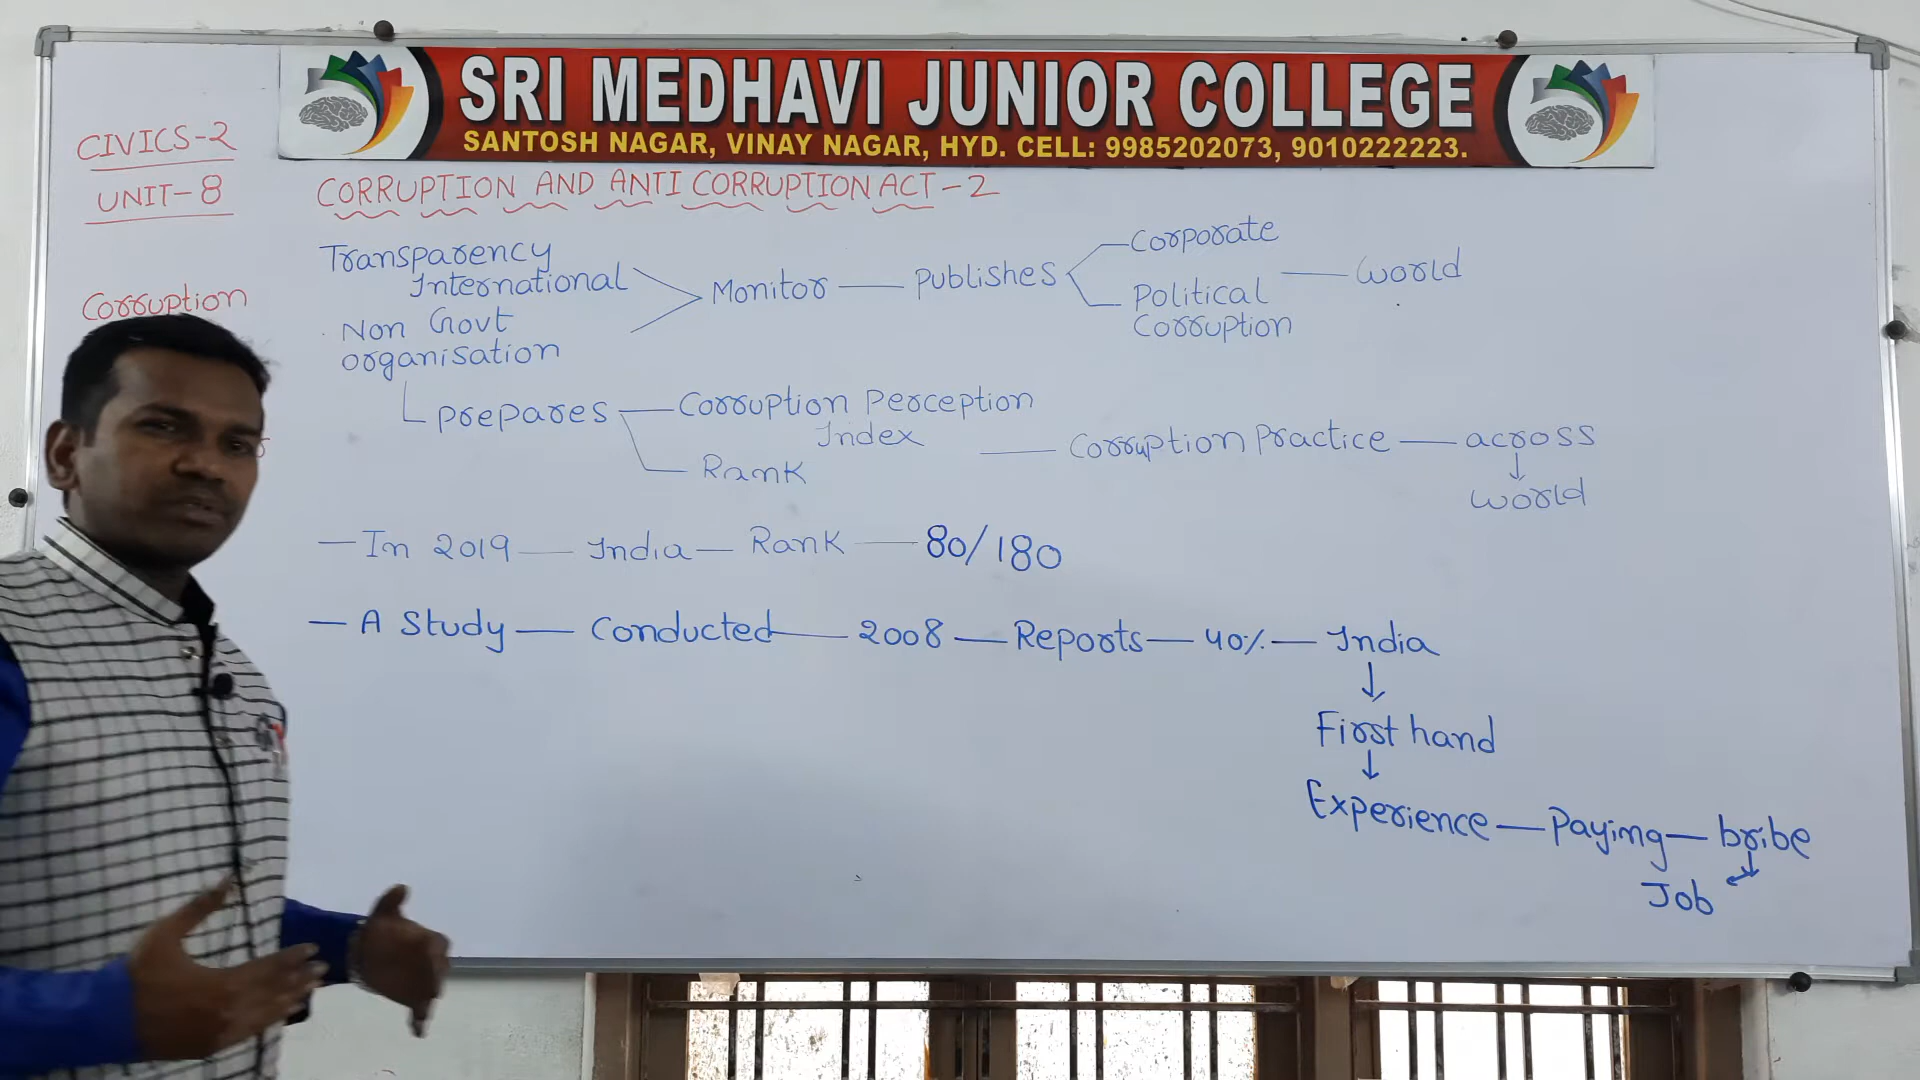 SRI MEDHAVI JUNIOR COLLEGE
SANTOSH NAGAR, VINAY NAGAR, HYD. CELL: 9985202073, 9010222223.
CIVICS-2
UNIT-8
Corruption
CORRUPTION AND ANTI CORRUPTION ACT-2
Transparency
International
Non Govt
organisation
Monitor — Publishes
Corporate
Political
Corruption
— World
Prepares
Corruption Perception
Index
Rank
— Corruption Practice — across
↓
world
— In 2019 — India — Rank — 80/180
— A Study — Conducted — 2008 — Reports — 40% — India
↓
First hand
↓
Experience — Paying — bribe
Job